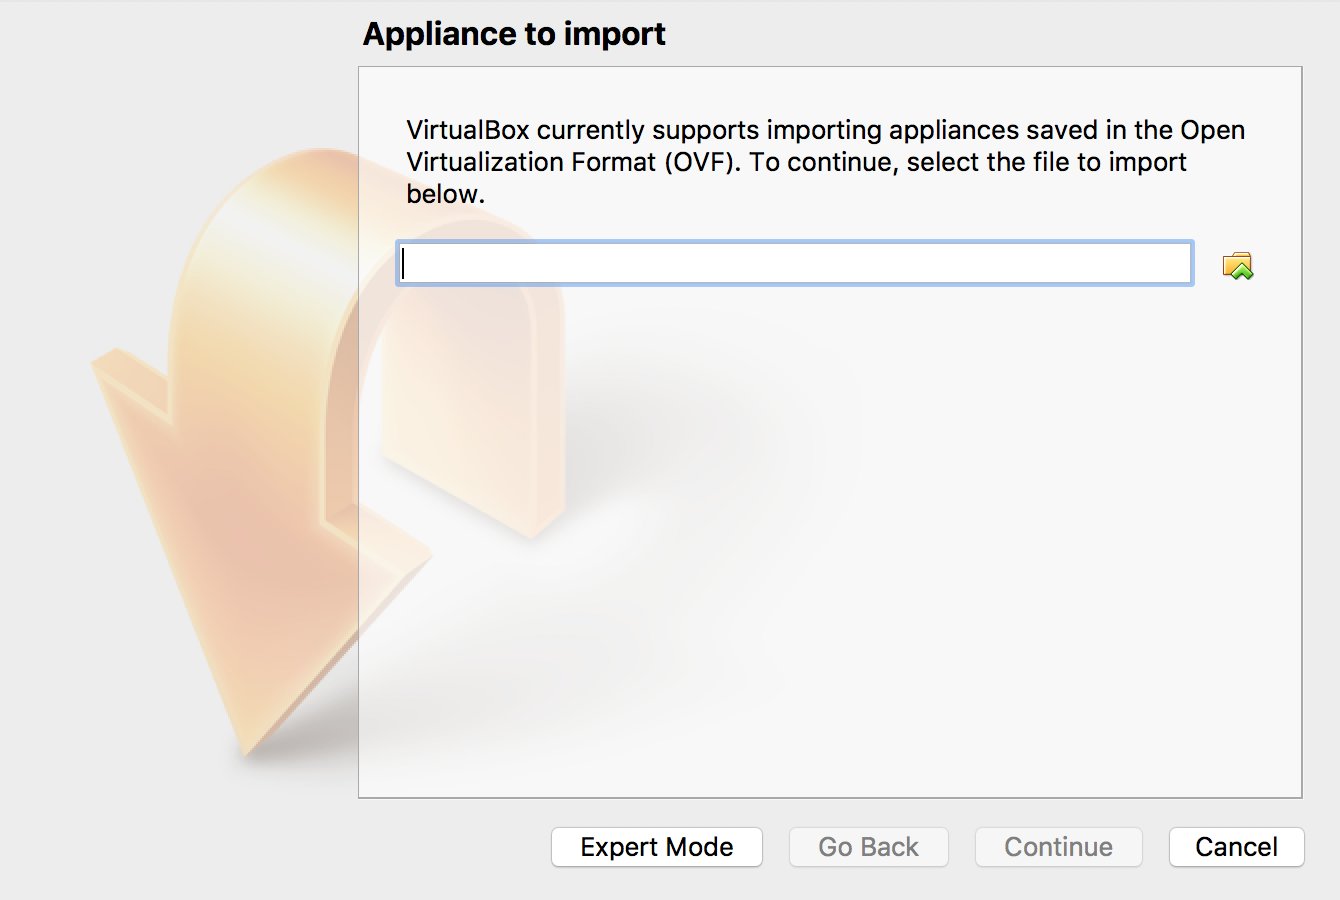 Appliance to import
VirtualBox currently supports importing appliances saved in the Open
Virtualization Format (OVF). To continue, select the file to import
below.
Expert Mode
Go Back
Continue
Cancel